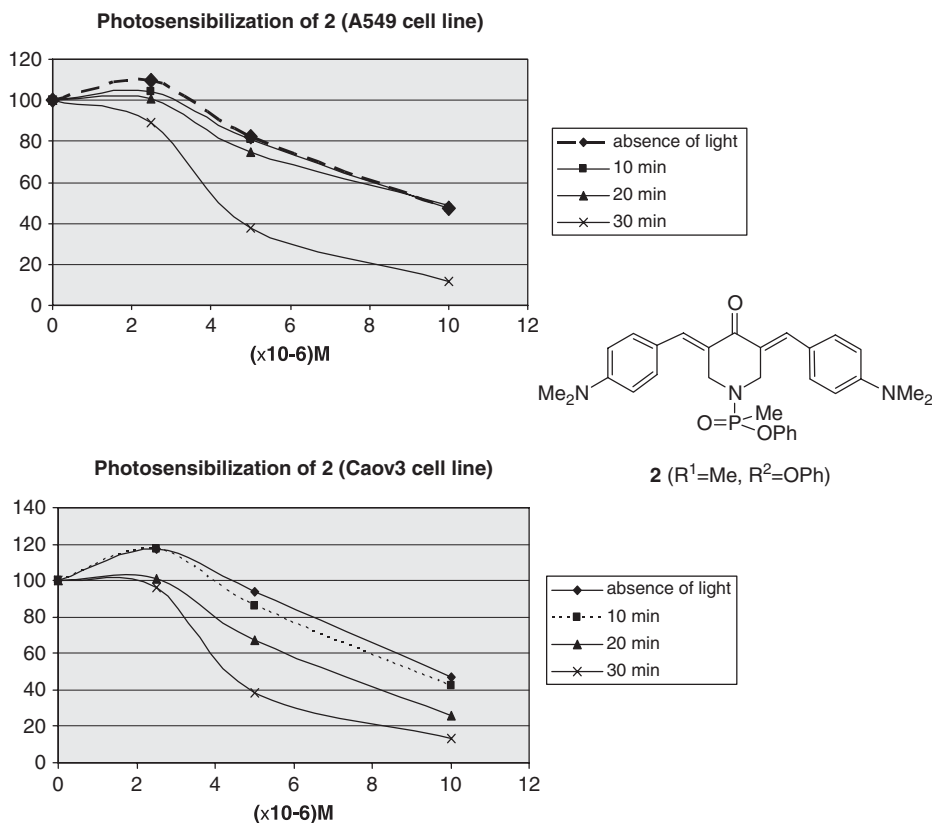 Photosensibilization of 2 (A549 cell line)
120
100
80
60
40
20
0
0 2 4 6 8 10 12
(x10-6)M
absence of light
10 min
20 min
30 min
O
Me₂N
NMe₂
N
O=P
Me
OPh
2 (R¹=Me, R²=OPh)
Photosensibilization of 2 (Caov3 cell line)
140
120
100
80
60
40
20
0
0 2 4 6 8 10 12
(x10-6)M
absence of light
10 min
20 min
30 min